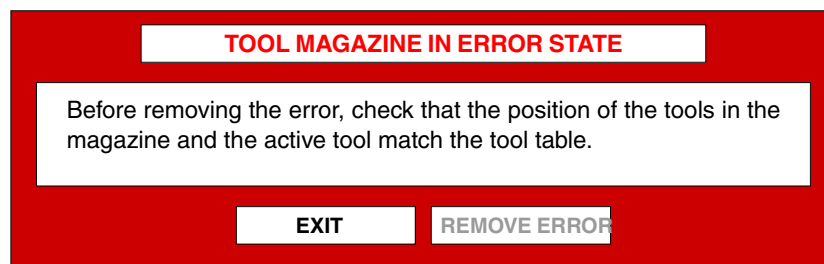 TOOL MAGAZINE IN ERROR STATE
Before removing the error, check that the position of the tools in the
magazine and the active tool match the tool table.
EXIT
REMOVE ERROR